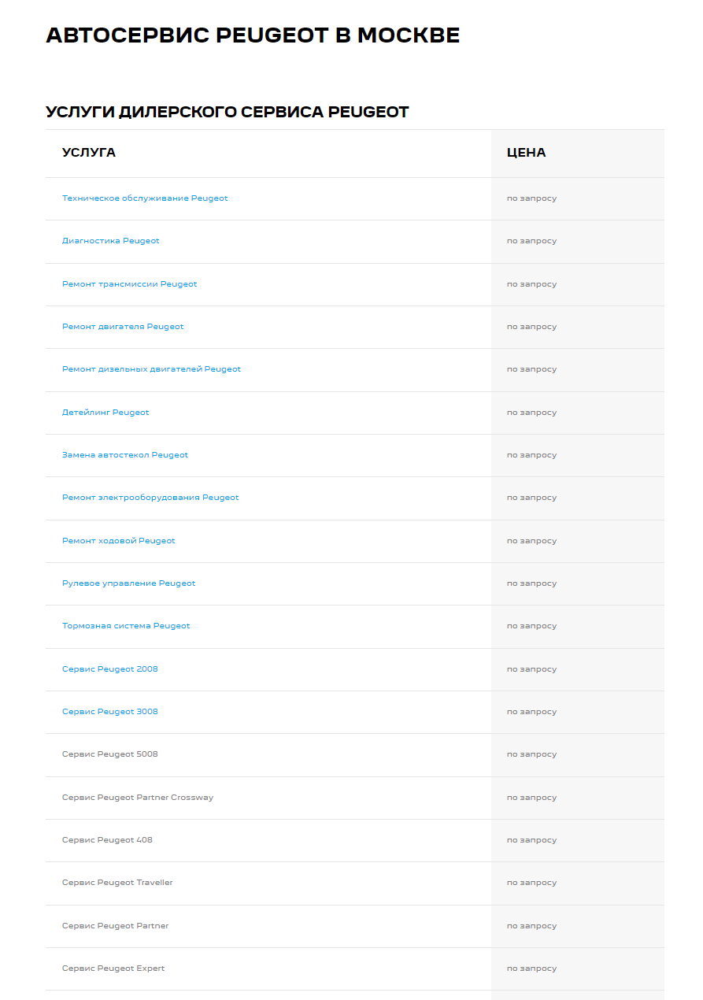 АВТОСЕРВИС PEUGEOT В МОСКВЕ
УСЛУГИ ДИЛЕРСКОГО СЕРВИСА PEUGEOT
УСЛУГА ЦЕНА
Техническое обслуживание Peugeot по запросу
Диагностика Peugeot по запросу
Ремонт трансмиссии Peugeot по запросу
Ремонт двигателя Peugeot по запросу
Ремонт дизельных двигателей Peugeot по запросу
Детейлинг Peugeot по запросу
Замена автостекол Peugeot по запросу
Ремонт электрооборудования Peugeot по запросу
Ремонт ходовой Peugeot по запросу
Рулевое управление Peugeot по запросу
Тормозная система Peugeot по запросу
Сервис Peugeot 2008 по запросу
Сервис Peugeot 3008 по запросу
Сервис Peugeot 5008 по запросу
Сервис Peugeot Partner Crossway по запросу
Сервис Peugeot 408 по запросу
Сервис Peugeot Traveller по запросу
Сервис Peugeot Partner по запросу
Сервис Peugeot Expert по запросу